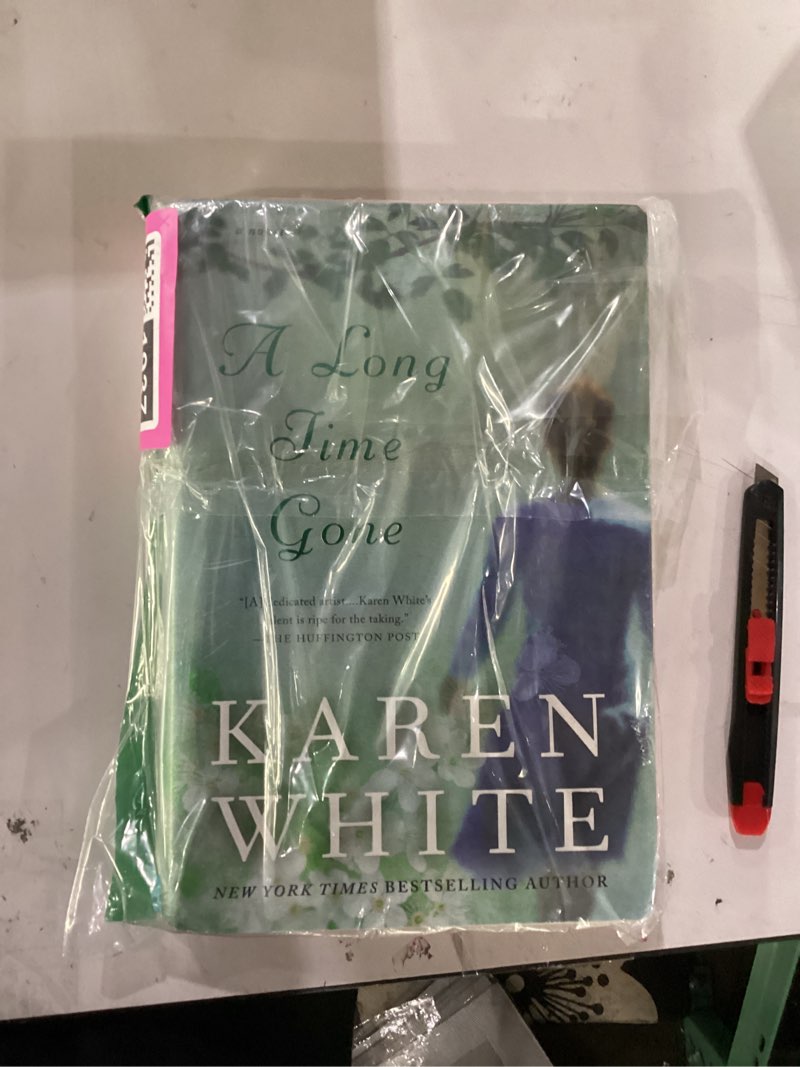 a novel
A Long
Time
Gone
"[A] dedicated artist....Karen White's
talent is ripe for the taking."
—THE HUFFINGTON POST
KAREN
WHITE
NEW YORK TIMES BESTSELLING AUTHOR